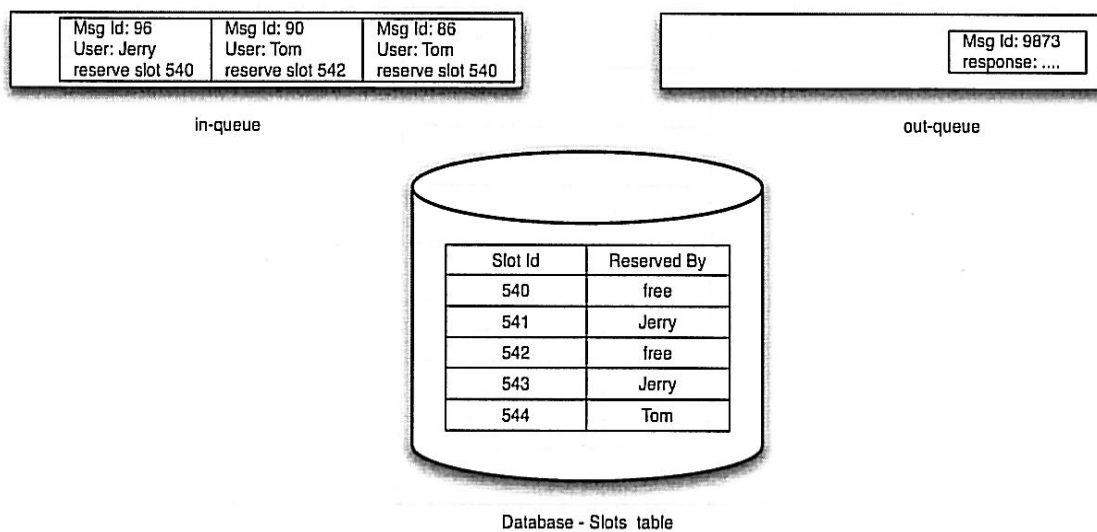 Msg Id: 96
User: Jerry
reserve slot 540
Msg Id: 90
User: Tom
reserve slot 542
Msg Id: 86
User: Tom
reserve slot 540
in-queue
Msg Id: 9873
response: ....
out-queue
Slot Id Reserved By
540 free
541 Jerry
542 free
543 Jerry
544 Tom
Database - Slots table